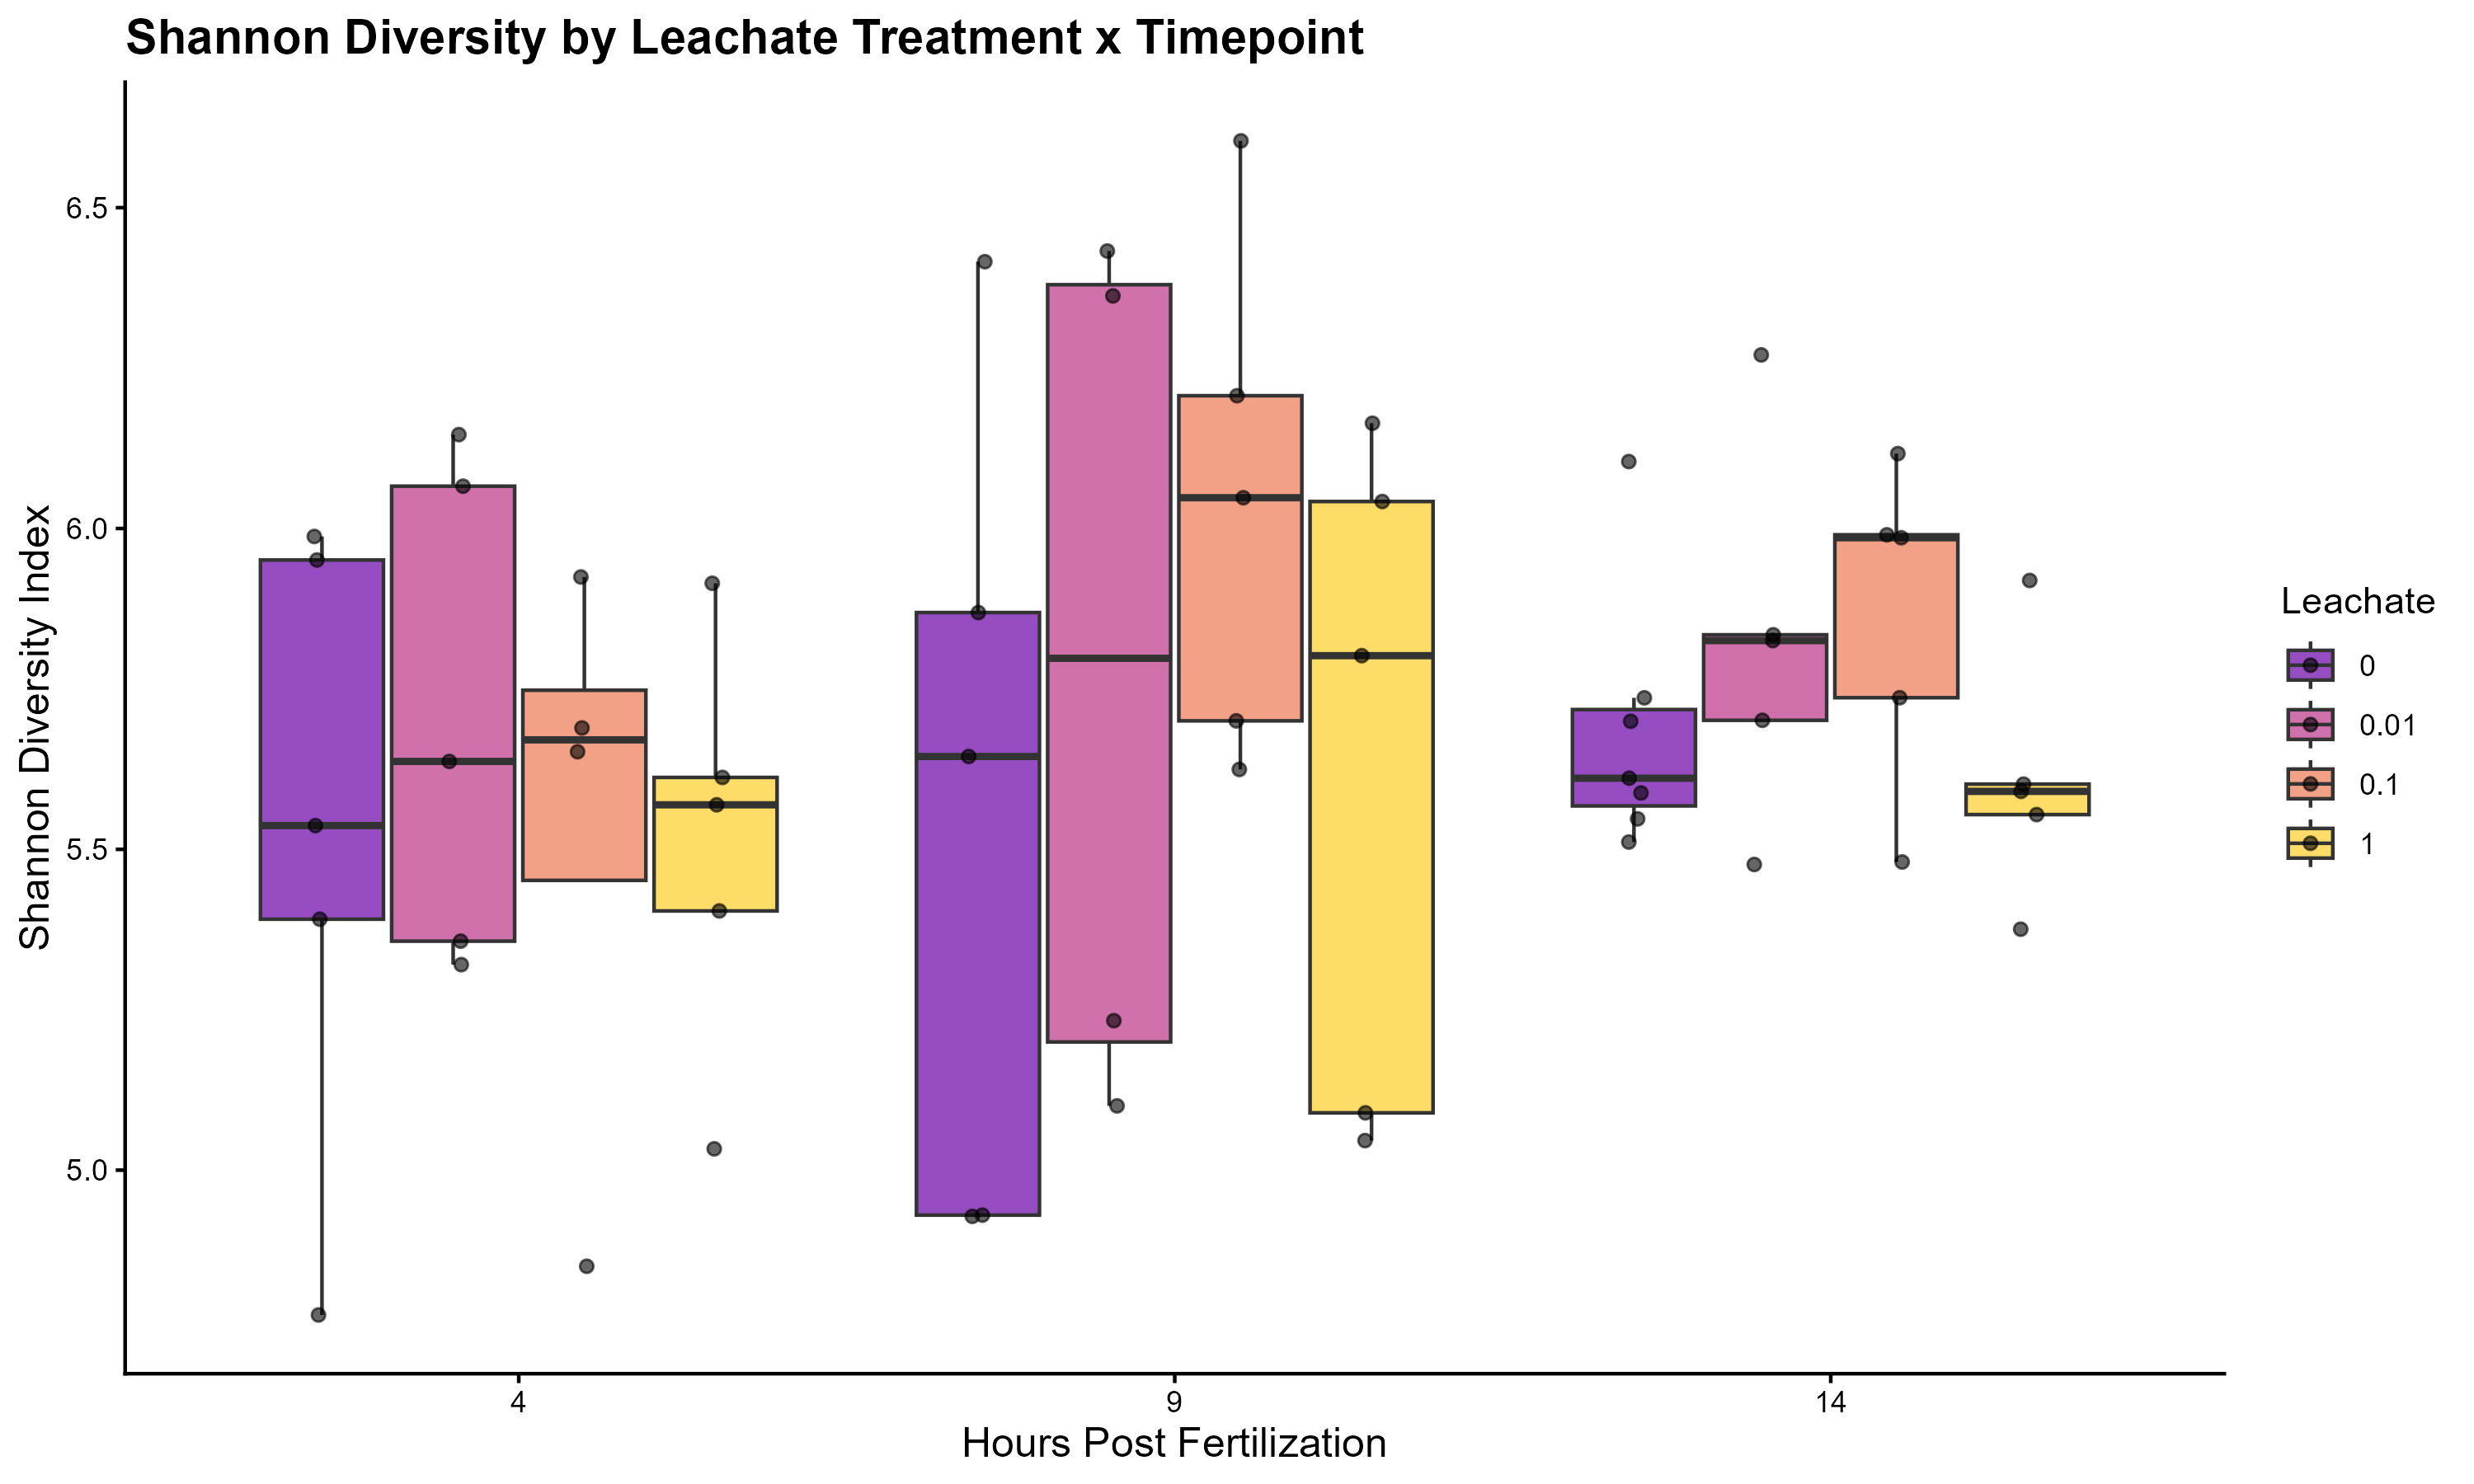 Shannon Diversity by Leachate Treatment x Timepoint
Shannon Diversity Index
6.5
6.0
5.5
5.0
4
9
14
Hours Post Fertilization
Leachate
0
0.01
0.1
1